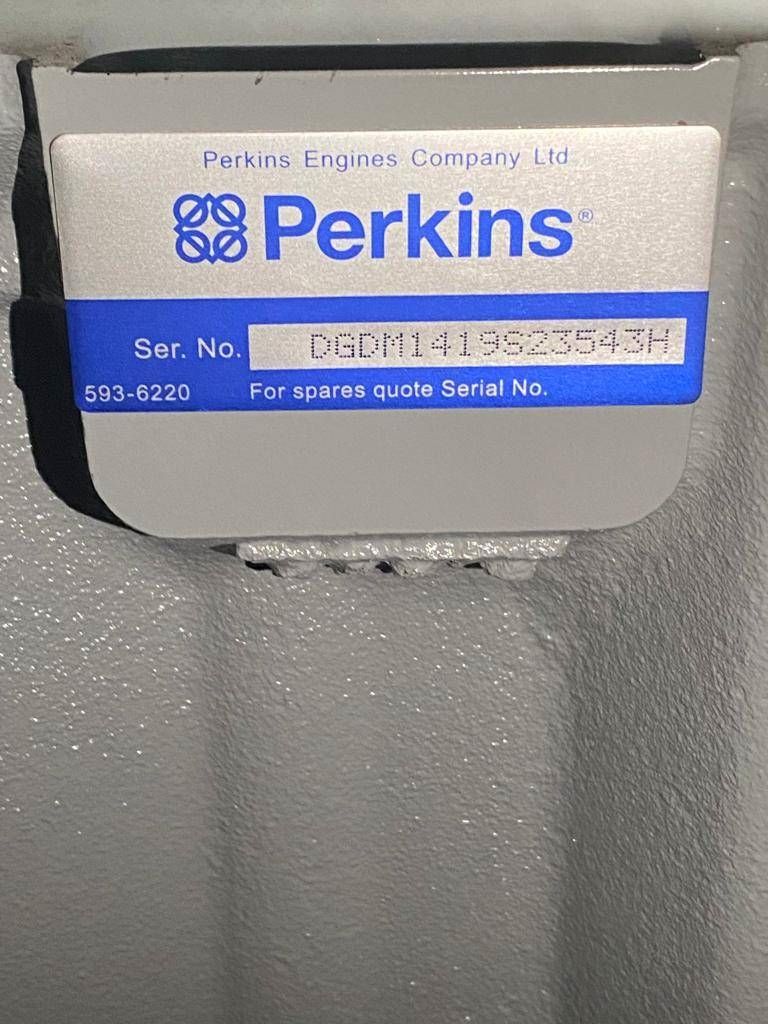 Perkins Engines Company Ltd
Perkins®
Ser. No. DGDM1419S23543H
593-6220 For spares quote Serial No.